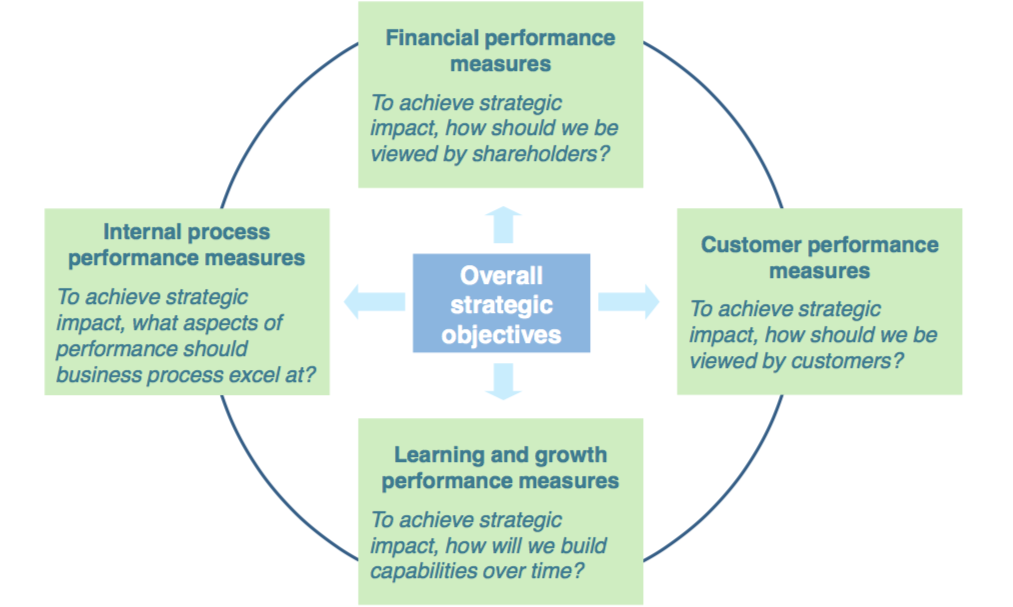 Financial performance
measures
To achieve strategic
impact, how should we be
viewed by shareholders?
Internal process
performance measures
To achieve strategic
impact, what aspects of
performance should
business process excel at?
Overall
strategic
objectives
Customer performance
measures
To achieve strategic
impact, how should we be
viewed by customers?
Learning and growth
performance measures
To achieve strategic
impact, how will we build
capabilities over time?